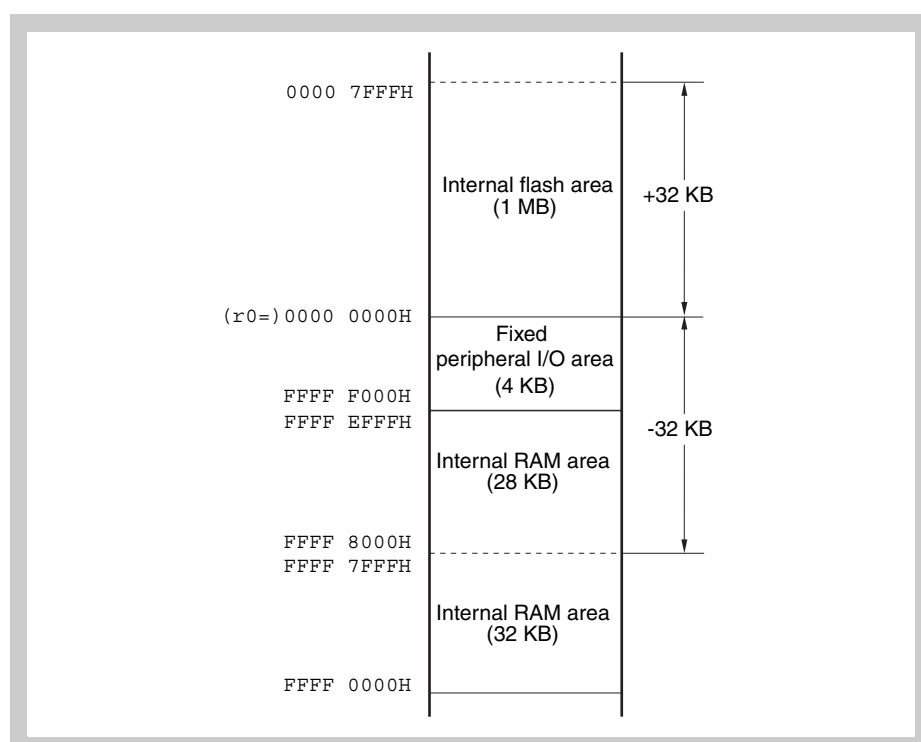 0000 7FFFH
Internal flash area
(1 MB)
+32 KB
(r0=)0000 0000H
Fixed
peripheral I/O area
(4 KB)
FFFF F000H
FFFF EFFFH
-32 KB
Internal RAM area
(28 KB)
FFFF 8000H
FFFF 7FFFH
Internal RAM area
(32 KB)
FFFF 0000H